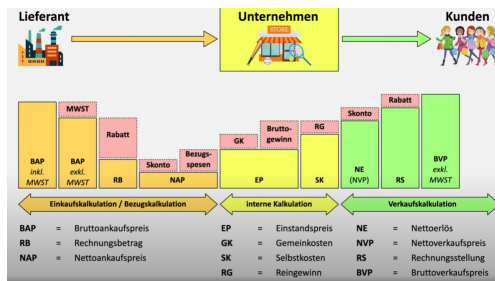 Lieferant
Unternehmen
Kunden
STORE
MWST
Rabatt
Bezugs-
spesen
Skonto
BAP
inkl.
MWST
BAP
exkl.
MWST
RB
NAP
GK
Brutto-
gewinn
RG
EP
SK
Skonto
Rabatt
NE
(NVP)
RS
BVP
exkl.
MWST
Einkaufskalkulation / Bezugskalkulation
interne Kalkulation
Verkaufskalkulation
BAP = Bruttoankaufspreis
RB = Rechnungsbetrag
NAP = Nettoankaufspreis
EP = Einstandspreis
GK = Gemeinkosten
SK = Selbstkosten
RG = Reingewinn
NE = Nettoerlös
NVP = Nettoverkaufspreis
RS = Rechnungsstellung
BVP = Bruttoverkaufspreis